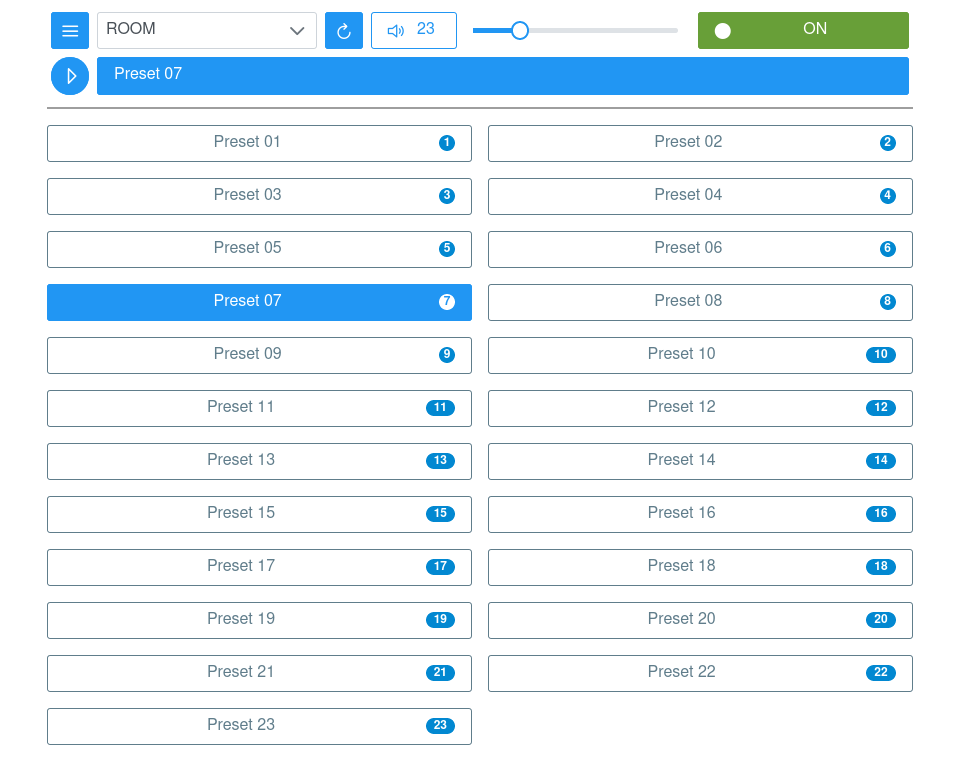 ROOM 23 ON
Preset 07
Preset 01 1 Preset 02 2
Preset 03 3 Preset 04 4
Preset 05 5 Preset 06 6
Preset 07 7 Preset 08 8
Preset 09 9 Preset 10 10
Preset 11 11 Preset 12 12
Preset 13 13 Preset 14 14
Preset 15 15 Preset 16 16
Preset 17 17 Preset 18 18
Preset 19 19 Preset 20 20
Preset 21 21 Preset 22 22
Preset 23 23